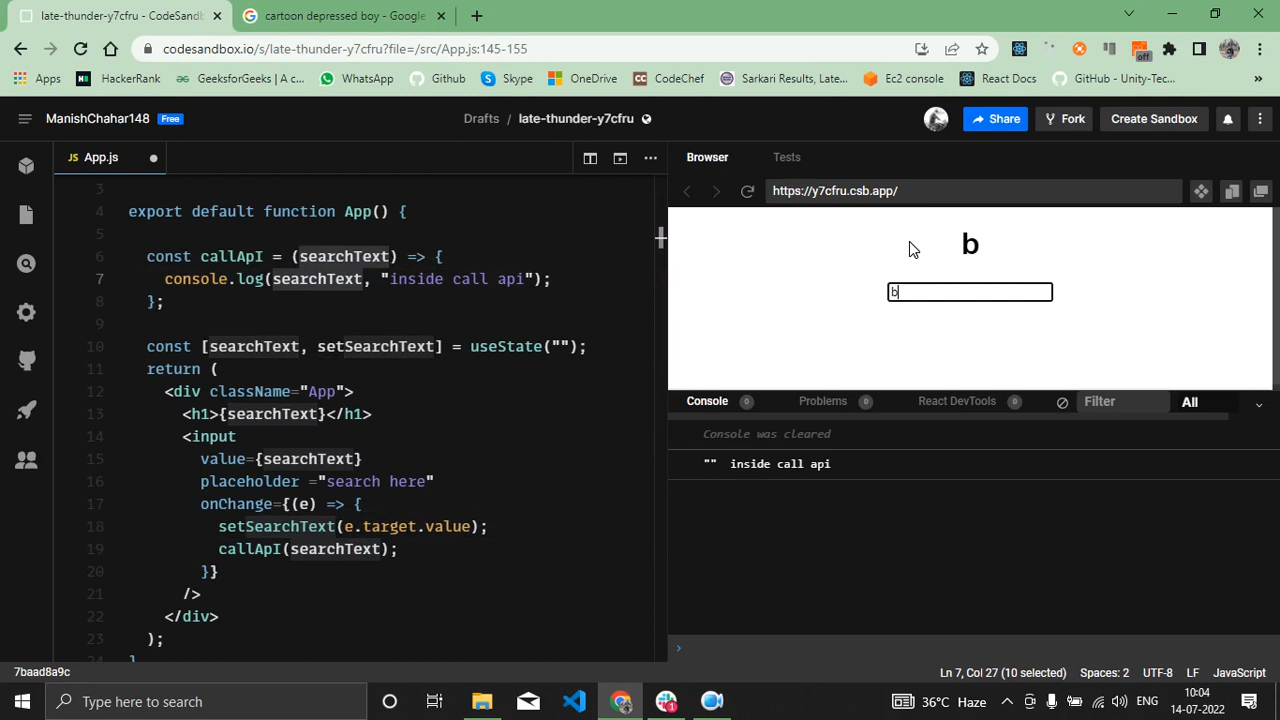 late-thunder-y7cfru - CodeSandb
cartoon depressed boy - Google
codesandbox.io/s/late-thunder-y7cfru?file=/src/App.js:145-155
off
Apps HackerRank GeeksforGeeks | A c... WhatsApp Github Skype OneDrive CodeChef Sarkari Results, Late... Ec2 console React Docs GitHub - Unity-Tec... »
ManishChahar148 Free Drafts / late-thunder-y7cfru Share Fork Create Sandbox
JS App.js
Browser Tests
https://y7cfru.csb.app/
3
4 export default function App() {
5
6 const callApI = (searchText) => {
7 console.log(searchText, "inside call api");
8 };
9
10 const [searchText, setSearchText] = useState("");
11 return (
12 <div className="App">
13 <h1>{searchText}</h1>
14 <input
15 value={searchText}
16 placeholder ="search here"
17 onChange={(e) => {
18 setSearchText(e.target.value);
19 callApI(searchText);
20 }}
21 />
22 </div>
23 );
24 }
b
b
Console 0 Problems 0 React DevTools 0 Filter All
Console was cleared
"" inside call api
›
7baad8a9c
Ln 7, Col 27 (10 selected) Spaces: 2 UTF-8 LF JavaScript
Type here to search
1
36°C Haze
ENG
10:04
14-07-2022